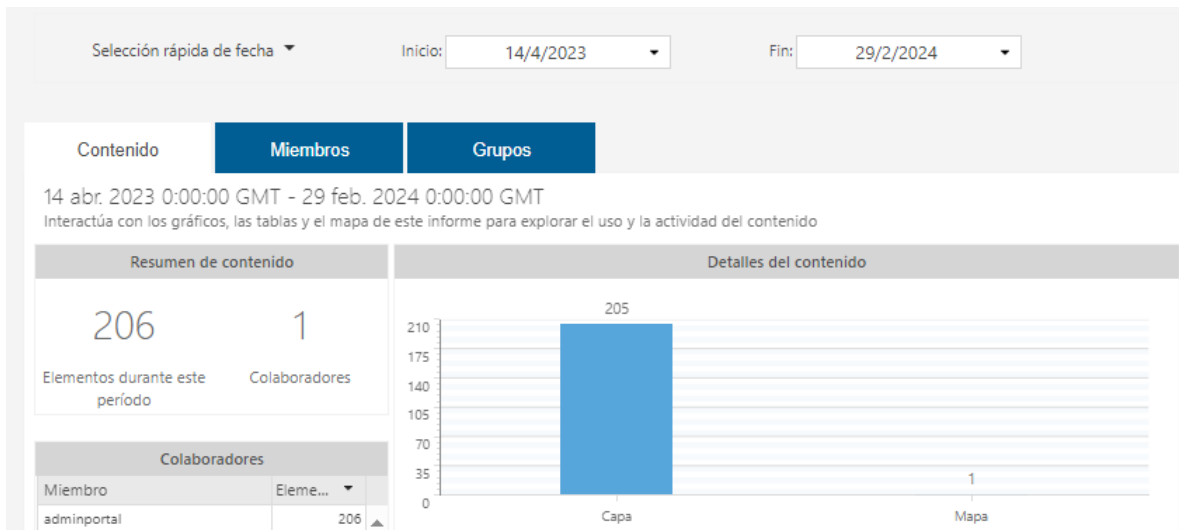 Selección rápida de fecha
Inicio: 14/4/2023
Fin: 29/2/2024
Contenido Miembros Grupos
14 abr. 2023 0:00:00 GMT - 29 feb. 2024 0:00:00 GMT
Interactúa con los gráficos, las tablas y el mapa de este informe para explorar el uso y la actividad del contenido
Resumen de contenido
206 1
Elementos durante este período
Colaboradores
Colaboradores
Miembro Eleme...
adminportal 206
Detalles del contenido
205
210
175
140
105
70
35
1
0
Capa Mapa